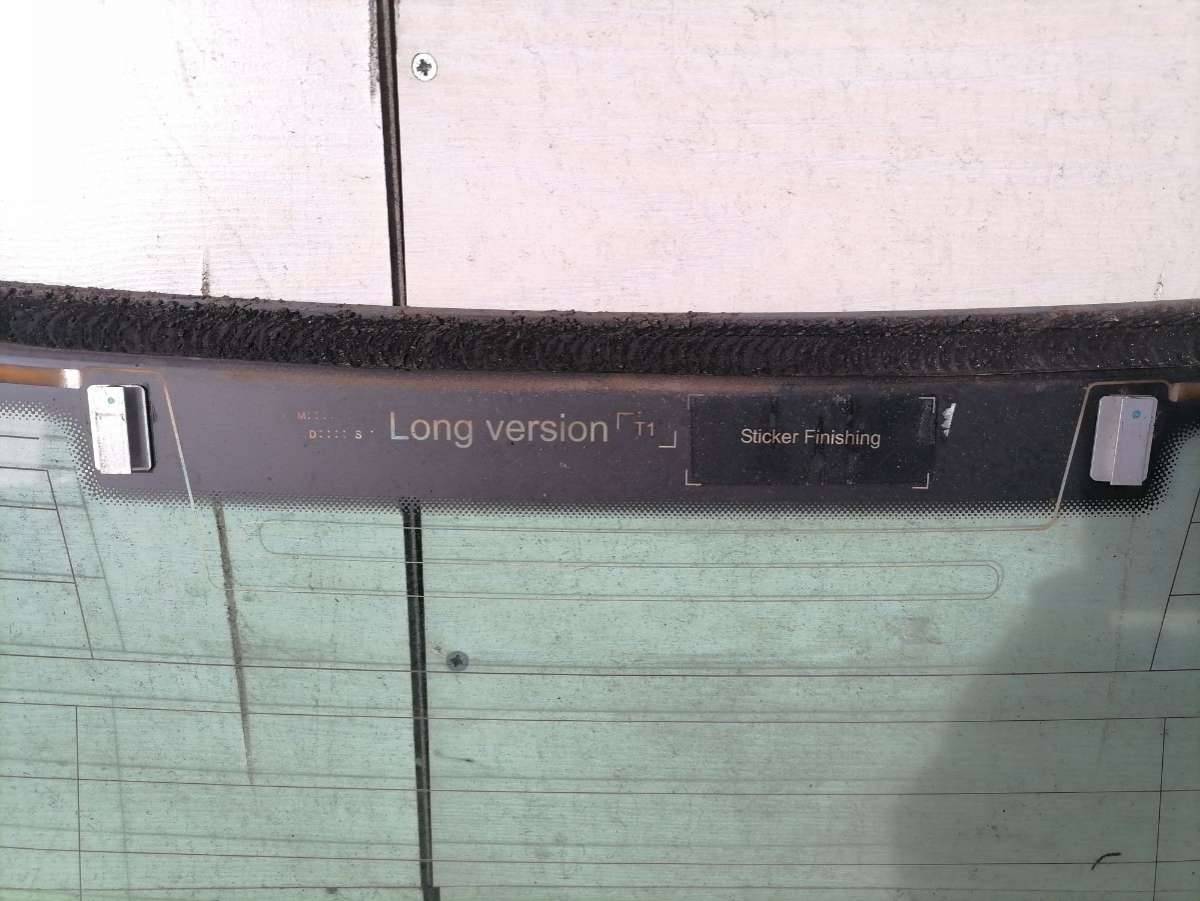 M::..
D:::: S .
Long version
T1
Sticker Finishing